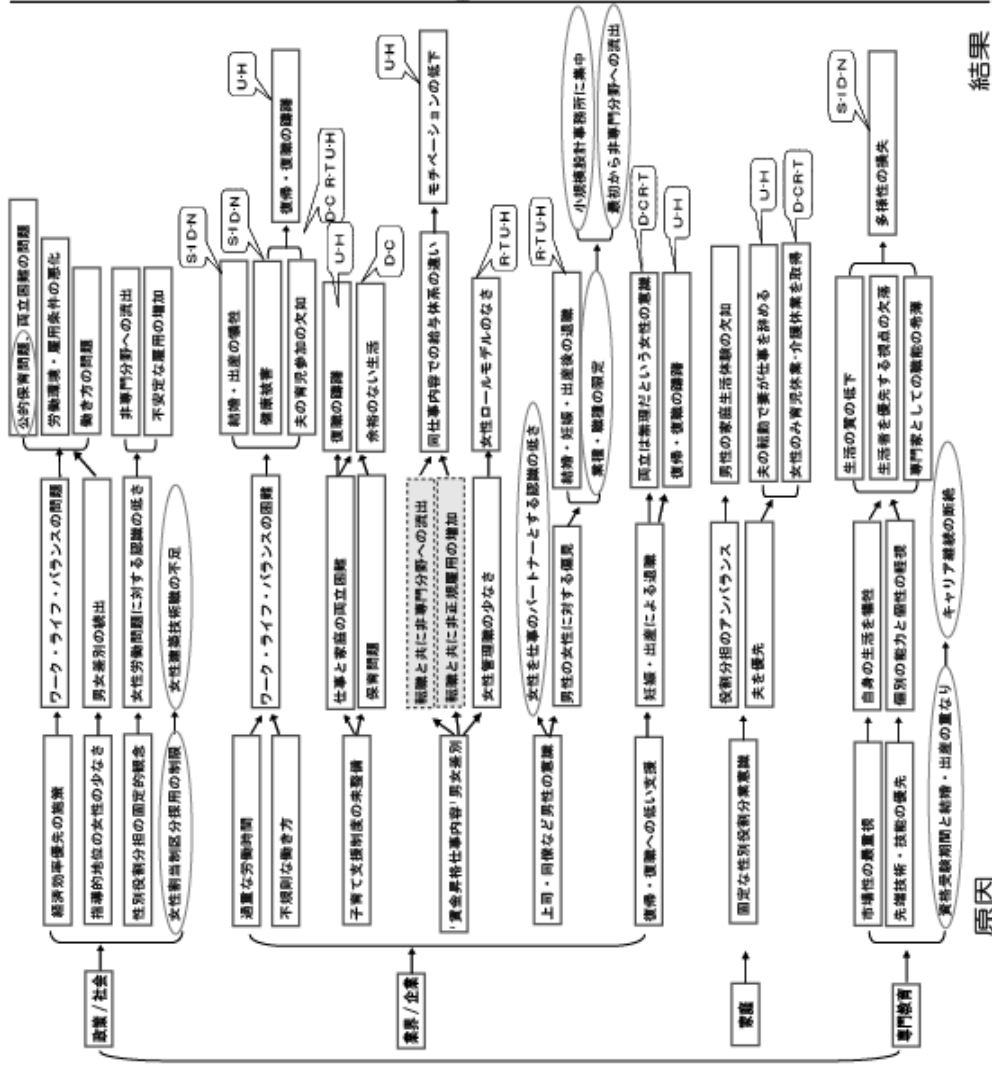 原因
結果
政策/社会
経済効率優先の施策
指導的地位の女性の少なさ
性別役割分担の固定的観念
女性割当制区分採用の制限
ワーク・ライフ・バランスの問題
男女差別の続出
女性労働問題に対する認識の低さ
女性建築技術職の不足
公的保育問題、両立困難の問題
労働環境・雇用条件の悪化
働き方の問題
非専門分野への流出
不安定な雇用の増加
業界/企業
過重な労働時間
不規則な働き方
子育て支援制度の未整備
'賃金昇格仕事内容'男女差別
上司・同僚など男性の意識
復帰・復職への低い支援
ワーク・ライフ・バランスの困難
仕事と家庭の両立困難
保育問題
転職と共に非専門分野への流出
転職と共に非正規雇用の増加
女性管理職の少なさ
女性を仕事のパートナーとする認識の低さ
男性の女性に対する偏見
妊娠・出産による退職
結婚・出産の犠牲
健康被害
夫の育児参加の欠如
復職の躊躇
余裕のない生活
同仕事内容での給与体系の違い
女性ロールモデルのなさ
結婚・妊娠・出産後の退職
業種・職種の限定
両立は無理だという女性の意識
復帰・復職の躊躇
S·I D·N
S·I D·N
D·C R·T U·H
U·H
D·C
R·T U·H
R·T U·H
D·C R·T
U·H
復帰・復職の躊躇
U·H
モチベーションの低下
U·H
小規模設計事務所に集中
最初から非専門分野への流出
家庭
固定な性別役割分業意識
役割分担のアンバランス
夫を優先
男性の家庭生活体験の欠如
夫の転勤で妻が仕事を辞める
女性のみ育児休業・介護休業を取得
U·H
D·C R·T
専門教育
市場性の最重視
先端技術・技能の優先
資格受験期間と結婚・出産の重なり
自身の生活を犠牲
個別の能力と個性の軽視
キャリア継続の断絶
生活の質の低下
生活者を優先する視点の欠落
専門家としての職能の希薄
多様性の損失
S·I D·N